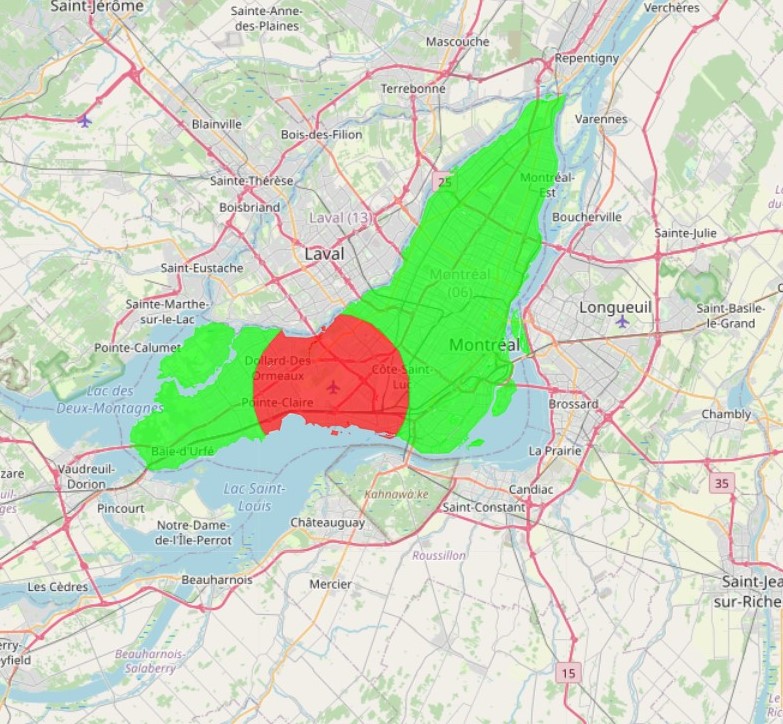 Saint-Jérôme
Verchères
Sainte-Anne-
des-Plaines
Mascouche
Repentigny
Terrebonne
Blainville
Varennes
Bois-des-Filion
Sainte-Thérèse
25
Montréal-
Est
Boisbriand
Laval (13)
Boucherville
Sainte-Julie
Laval
Saint-Eustache
Montréal
(06)
Sainte-Marthe-
sur-le-Lac
Longueuil
Saint-Basile-
le-Grand
Pointe-Calumet
Montréal
Dollard-Des
Ormeaux
Côte-Saint-
Luc
Lac des
Deux-Montagnes
Pointe-Claire
Brossard
Chambly
Baie-d'Urfé
La Prairie
Vaudreuil-
Dorion
zare
35
Lac Saint-
Louis
Kahnawà:ke
Candiac
Pincourt
Saint-Constant
Notre-Dame-
de-l'Île-Perrot
Châteauguay
Roussillon
Beauharnois
Mercier
Les Cèdres
Saint-Jea
sur-Riche
erry-
yfield
Beauharnois-
Salaberry
15